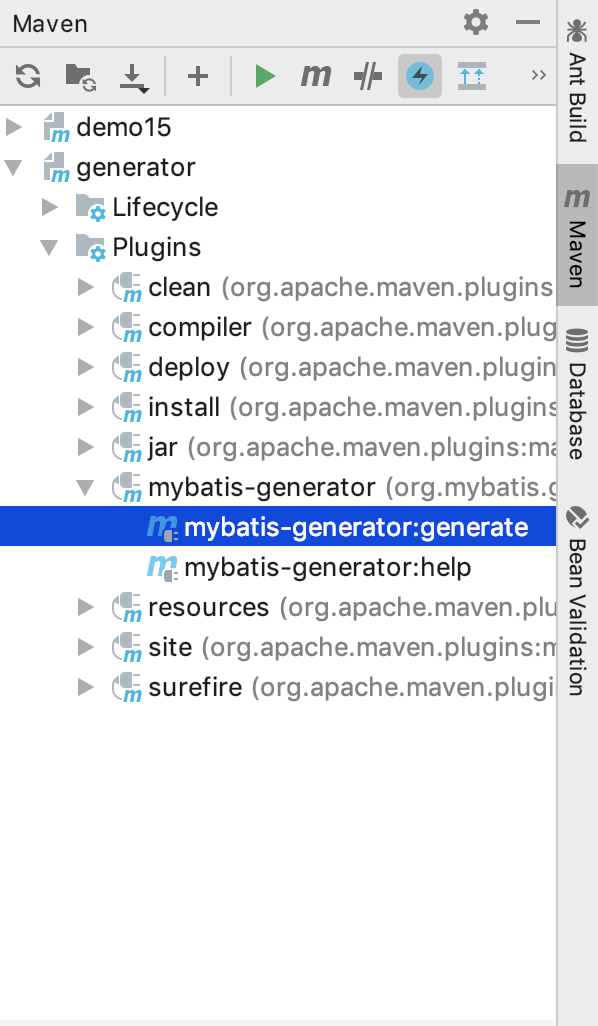 Maven
demo15
generator
Lifecycle
Plugins
clean (org.apache.maven.plugins
compiler (org.apache.maven.plug
deploy (org.apache.maven.plugin
install (org.apache.maven.plugins
jar (org.apache.maven.plugins:ma
mybatis-generator (org.mybatis.g
mybatis-generator:generate
mybatis-generator:help
resources (org.apache.maven.plu
site (org.apache.maven.plugins:m
surefire (org.apache.maven.plugi
Ant Build
Maven
Database
Bean Validation